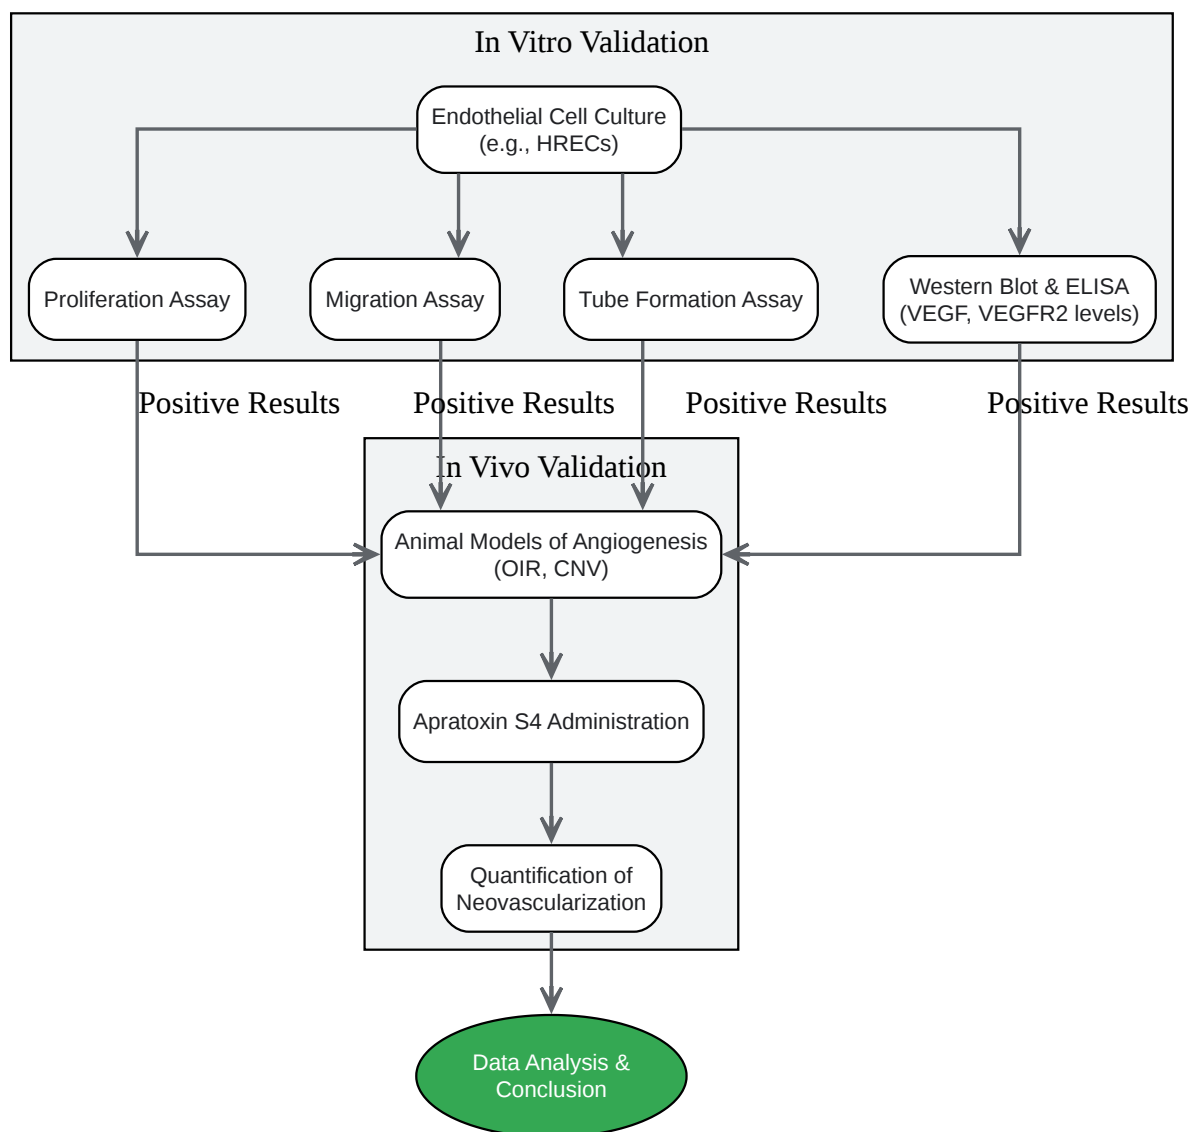 In Vitro Validation
Endothelial Cell Culture
(e.g., HRECs)
Proliferation Assay
Migration Assay
Tube Formation Assay
Western Blot & ELISA
(VEGF, VEGFR2 levels)
Positive Results
Positive Results
Positive Results
Positive Results
In Vivo Validation
Animal Models of Angiogenesis
(OIR, CNV)
Apratoxin S4 Administration
Quantification of
Neovascularization
Data Analysis &
Conclusion